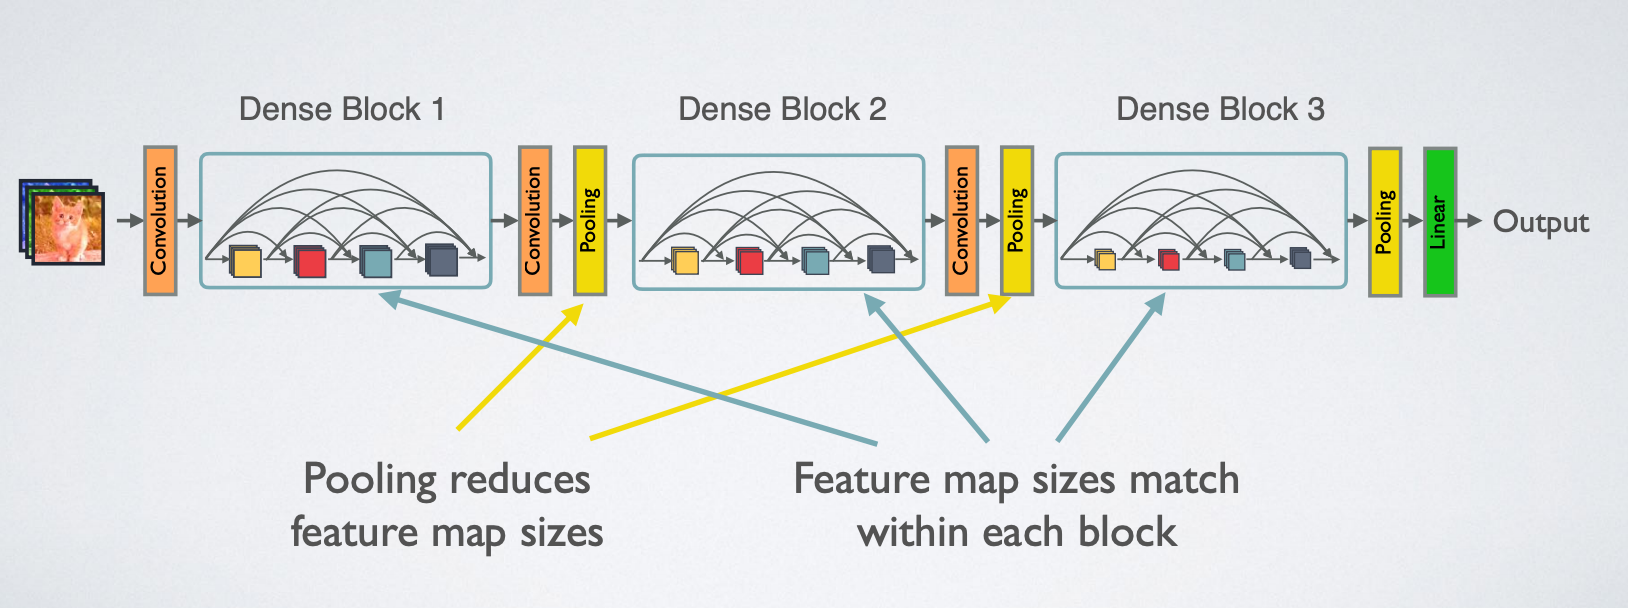 Dense Block 1
Dense Block 2
Dense Block 3
Convolution
Convolution
Pooling
Convolution
Pooling
Pooling
Linear
Output
Pooling reduces
feature map sizes
Feature map sizes match
within each block